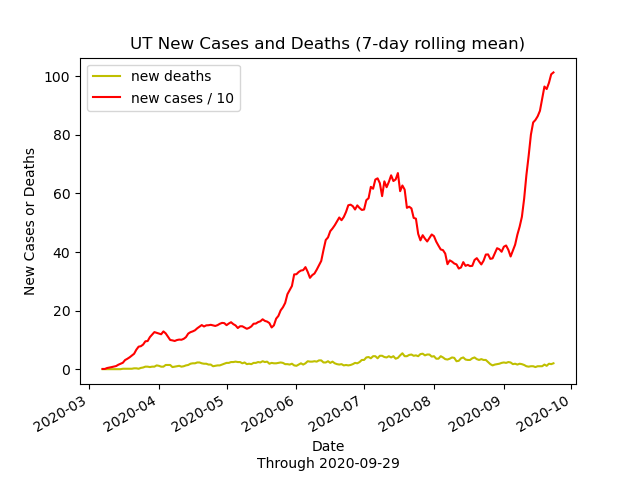 UT New Cases and Deaths (7-day rolling mean)
new deaths
new cases / 10
New Cases or Deaths
100
80
60
40
20
0
2020-03
2020-04
2020-05
2020-06
2020-07
2020-08
2020-09
2020-10
Date
Through 2020-09-29